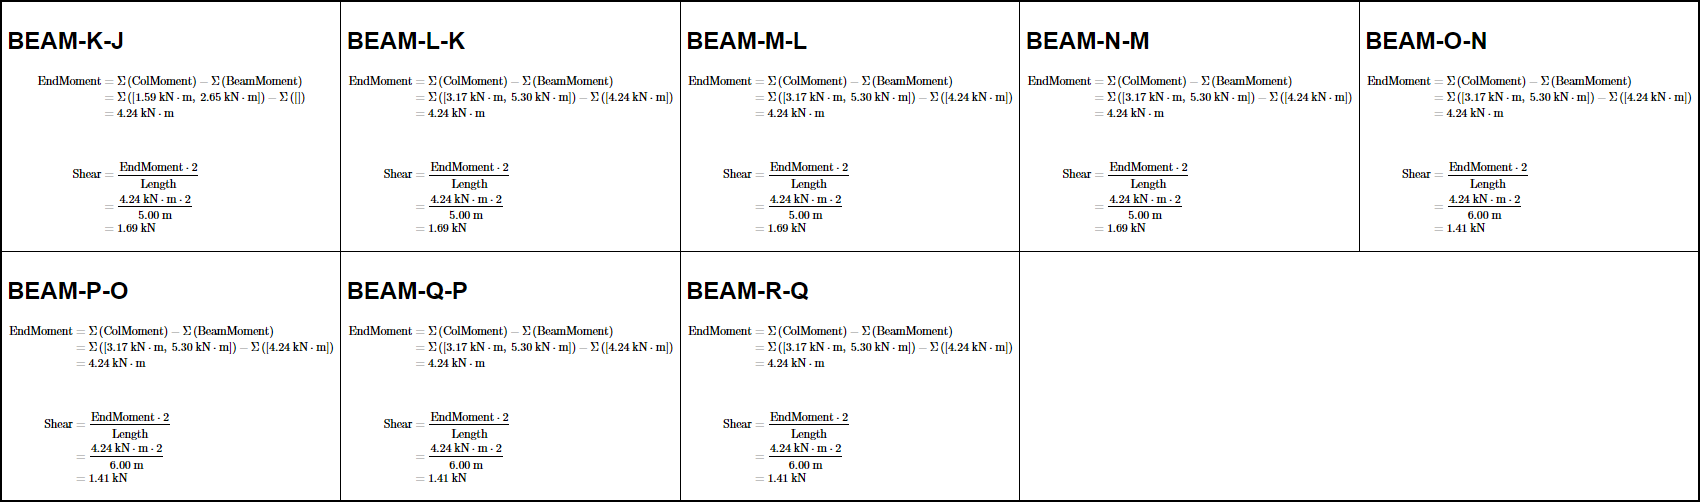 BEAM-K-J
EndMoment = Σ (ColMoment) − Σ (BeamMoment)
= Σ ([1.59 kN · m, 2.65 kN · m]) − Σ ([])
= 4.24 kN · m
Shear = EndMoment · 2 / Length
= 4.24 kN · m · 2 / 5.00 m
= 1.69 kN
BEAM-L-K
EndMoment = Σ (ColMoment) − Σ (BeamMoment)
= Σ ([3.17 kN · m, 5.30 kN · m]) − Σ ([4.24 kN · m])
= 4.24 kN · m
Shear = EndMoment · 2 / Length
= 4.24 kN · m · 2 / 5.00 m
= 1.69 kN
BEAM-M-L
EndMoment = Σ (ColMoment) − Σ (BeamMoment)
= Σ ([3.17 kN · m, 5.30 kN · m]) − Σ ([4.24 kN · m])
= 4.24 kN · m
Shear = EndMoment · 2 / Length
= 4.24 kN · m · 2 / 5.00 m
= 1.69 kN
BEAM-N-M
EndMoment = Σ (ColMoment) − Σ (BeamMoment)
= Σ ([3.17 kN · m, 5.30 kN · m]) − Σ ([4.24 kN · m])
= 4.24 kN · m
Shear = EndMoment · 2 / Length
= 4.24 kN · m · 2 / 5.00 m
= 1.69 kN
BEAM-O-N
EndMoment = Σ (ColMoment) − Σ (BeamMoment)
= Σ ([3.17 kN · m, 5.30 kN · m]) − Σ ([4.24 kN · m])
= 4.24 kN · m
Shear = EndMoment · 2 / Length
= 4.24 kN · m · 2 / 6.00 m
= 1.41 kN
BEAM-P-O
EndMoment = Σ (ColMoment) − Σ (BeamMoment)
= Σ ([3.17 kN · m, 5.30 kN · m]) − Σ ([4.24 kN · m])
= 4.24 kN · m
Shear = EndMoment · 2 / Length
= 4.24 kN · m · 2 / 6.00 m
= 1.41 kN
BEAM-Q-P
EndMoment = Σ (ColMoment) − Σ (BeamMoment)
= Σ ([3.17 kN · m, 5.30 kN · m]) − Σ ([4.24 kN · m])
= 4.24 kN · m
Shear = EndMoment · 2 / Length
= 4.24 kN · m · 2 / 6.00 m
= 1.41 kN
BEAM-R-Q
EndMoment = Σ (ColMoment) − Σ (BeamMoment)
= Σ ([3.17 kN · m, 5.30 kN · m]) − Σ ([4.24 kN · m])
= 4.24 kN · m
Shear = EndMoment · 2 / Length
= 4.24 kN · m · 2 / 6.00 m
= 1.41 kN